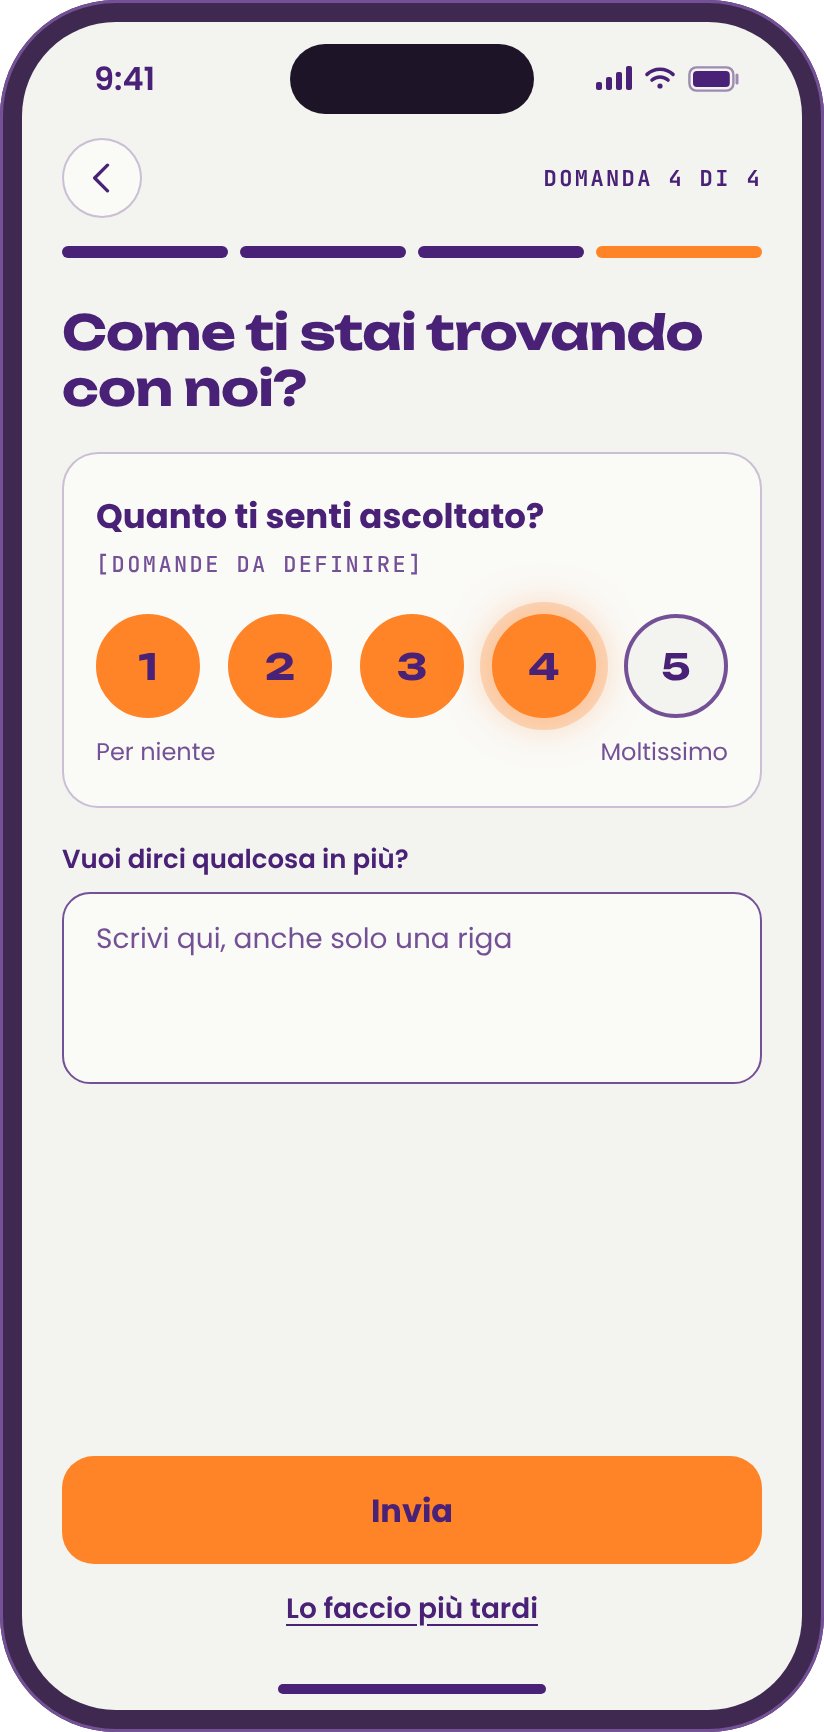 9:41
DOMANDA 4 DI 4
Come ti stai trovando
con noi?
Quanto ti senti ascoltato?
[DOMANDE DA DEFINIRE]
1 2 3 4 5
Per niente Moltissimo
Vuoi dirci qualcosa in più?
Scrivi qui, anche solo una riga
Invia
Lo faccio più tardi